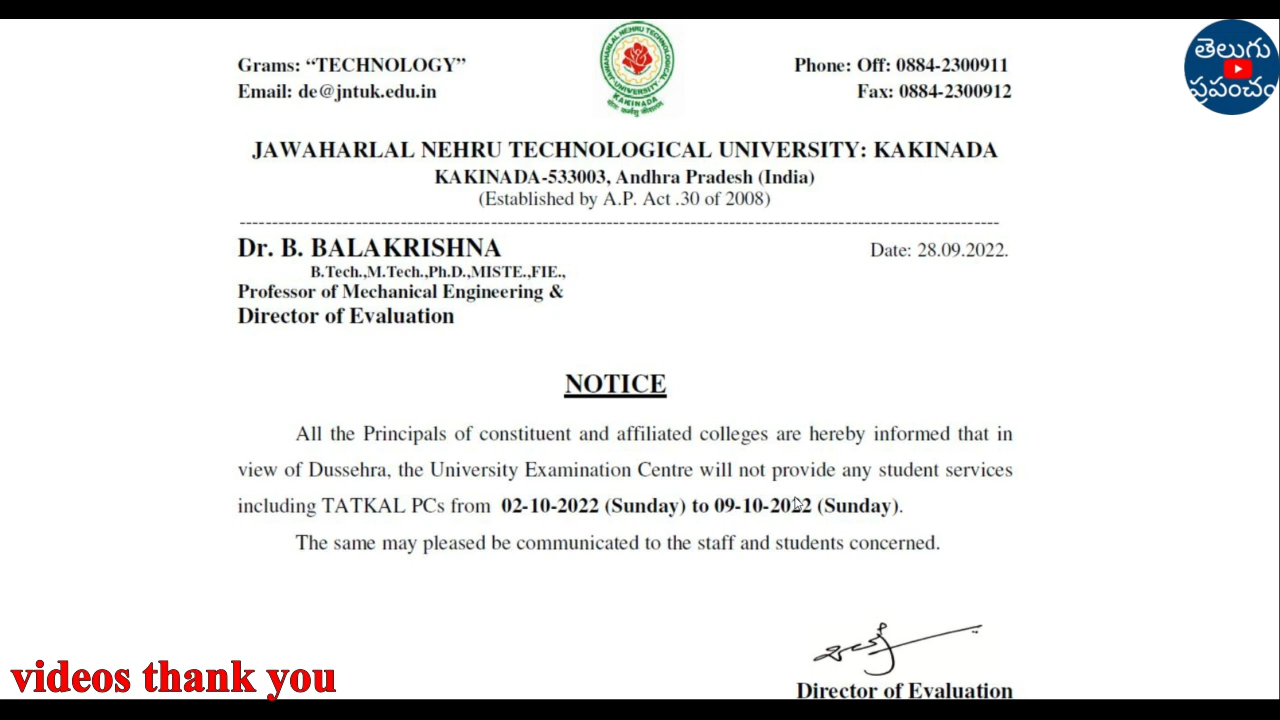 Grams: “TECHNOLOGY”
Email: de@jntuk.edu.in
Phone: Off: 0884-2300911
Fax: 0884-2300912
తెలుగు
ప్రపంచం
JAWAHARLAL NEHRU TECHNOLOGICAL UNIVERSITY: KAKINADA
KAKINADA-533003, Andhra Pradesh (India)
(Established by A.P. Act .30 of 2008)
Dr. B. BALAKRISHNA
Date: 28.09.2022.
B.Tech.,M.Tech.,Ph.D.,MISTE.,FIE.,
Professor of Mechanical Engineering &
Director of Evaluation
NOTICE
All the Principals of constituent and affiliated colleges are hereby informed that in
view of Dussehra, the University Examination Centre will not provide any student services
including TATKAL PCs from 02-10-2022 (Sunday) to 09-10-2022 (Sunday).
The same may pleased be communicated to the staff and students concerned.
Director of Evaluation
videos thank you